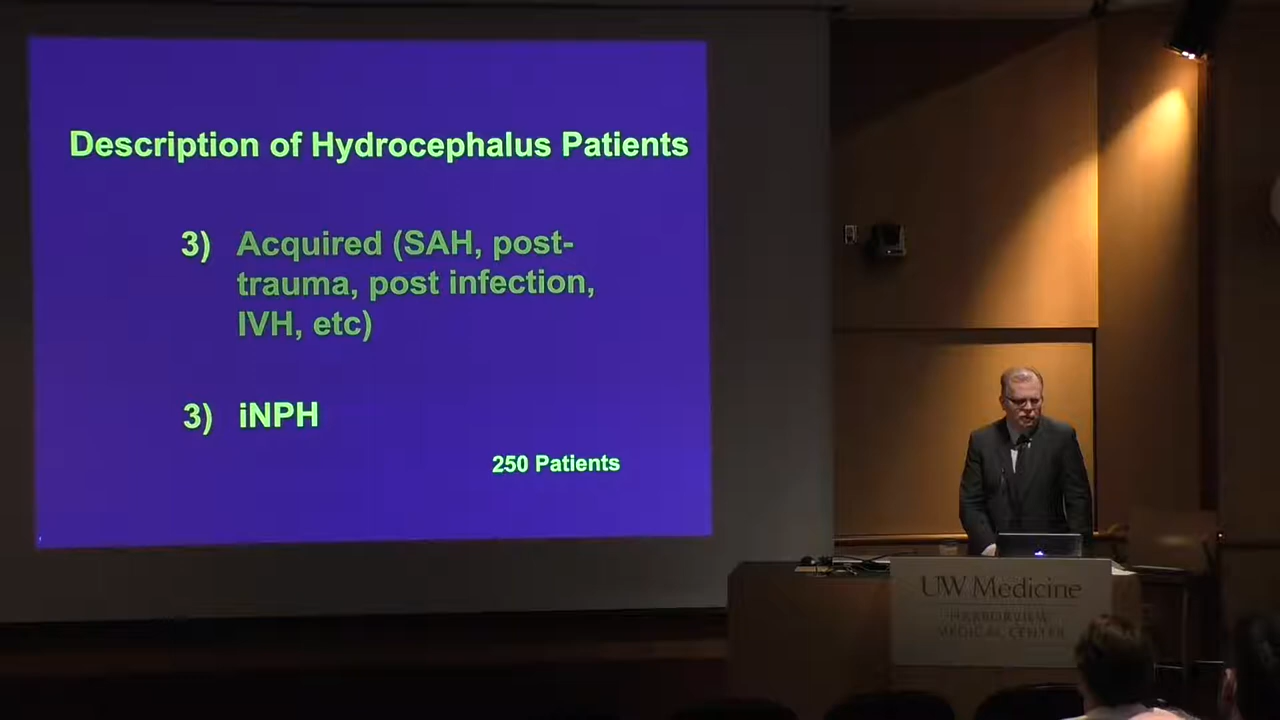 Description of Hydrocephalus Patients
3) Acquired (SAH, post-
trauma, post infection,
IVH, etc)
3) iNPH
250 Patients
UW Medicine
HARBORVIEW
MEDICAL CENTER